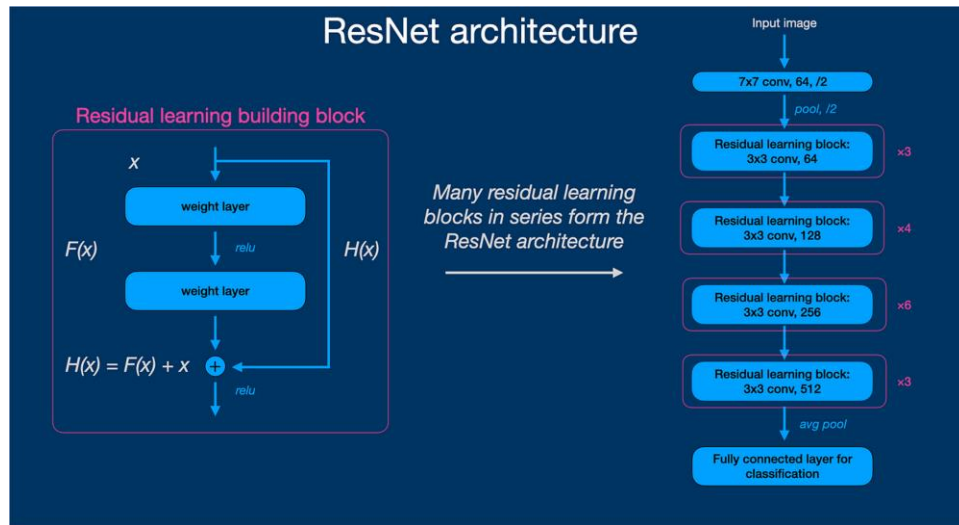 ResNet architecture
Residual learning building block
x
weight layer
relu
F(x)
H(x)
weight layer
H(x) = F(x) + x
+
relu
Many residual learning
blocks in series form the
ResNet architecture
Input image
7x7 conv, 64, /2
pool, /2
Residual learning block:
3x3 conv, 64
×3
Residual learning block:
3x3 conv, 128
×4
Residual learning block:
3x3 conv, 256
×6
Residual learning block:
3x3 conv, 512
×3
avg pool
Fully connected layer for
classification